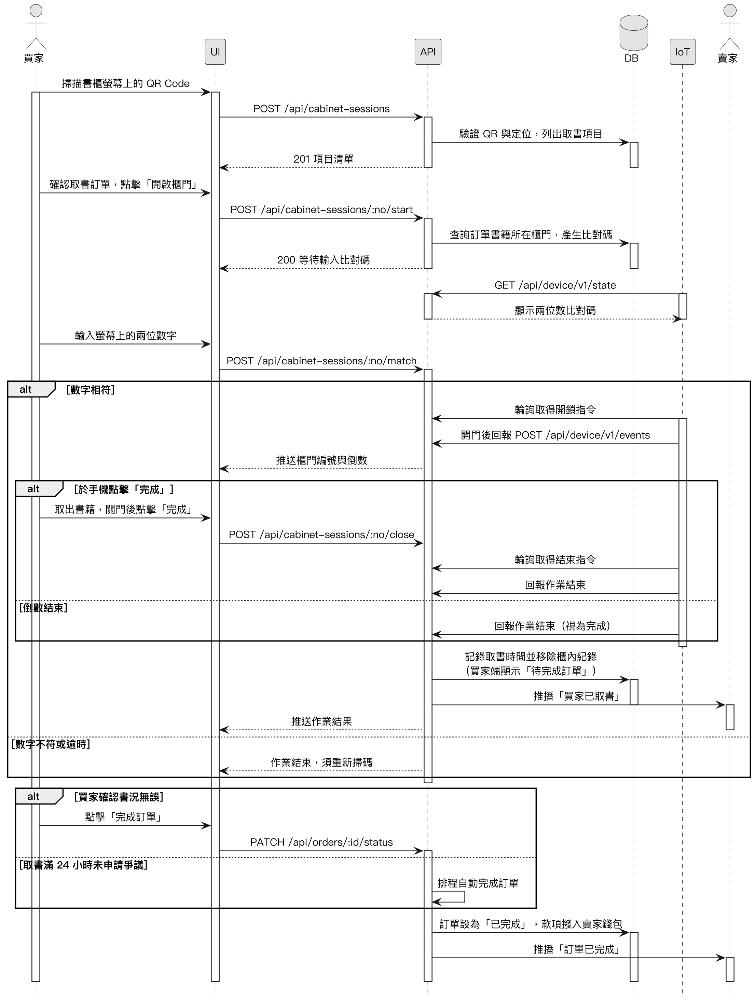 買家
UI
API
DB
IoT
賣家
掃描書櫃螢幕上的 QR Code
POST /api/cabinet-sessions
驗證 QR 與定位，列出取書項目
201 項目清單
確認取書訂單，點擊「開啟櫃門」
POST /api/cabinet-sessions/:no/start
查詢訂單書籍所在櫃門，產生比對碼
200 等待輸入比對碼
GET /api/device/v1/state
顯示兩位數比對碼
輸入螢幕上的兩位數字
POST /api/cabinet-sessions/:no/match
alt [數字相符]
輪詢取得開鎖指令
開門後回報 POST /api/device/v1/events
推送櫃門編號與倒數
alt [於手機點擊「完成」]
取出書籍，關門後點擊「完成」
POST /api/cabinet-sessions/:no/close
輪詢取得結束指令
回報作業結束
[倒數結束]
回報作業結束（視為完成）
記錄取書時間並移除櫃內紀錄
（買家端顯示「待完成訂單」）
推播「買家已取書」
推送作業結果
[數字不符或逾時]
作業結束，須重新掃碼
alt [買家確認書況無誤]
點擊「完成訂單」
PATCH /api/orders/:id/status
[取書滿 24 小時未申請爭議]
排程自動完成訂單
訂單設為「已完成」，款項撥入賣家錢包
推播「訂單已完成」